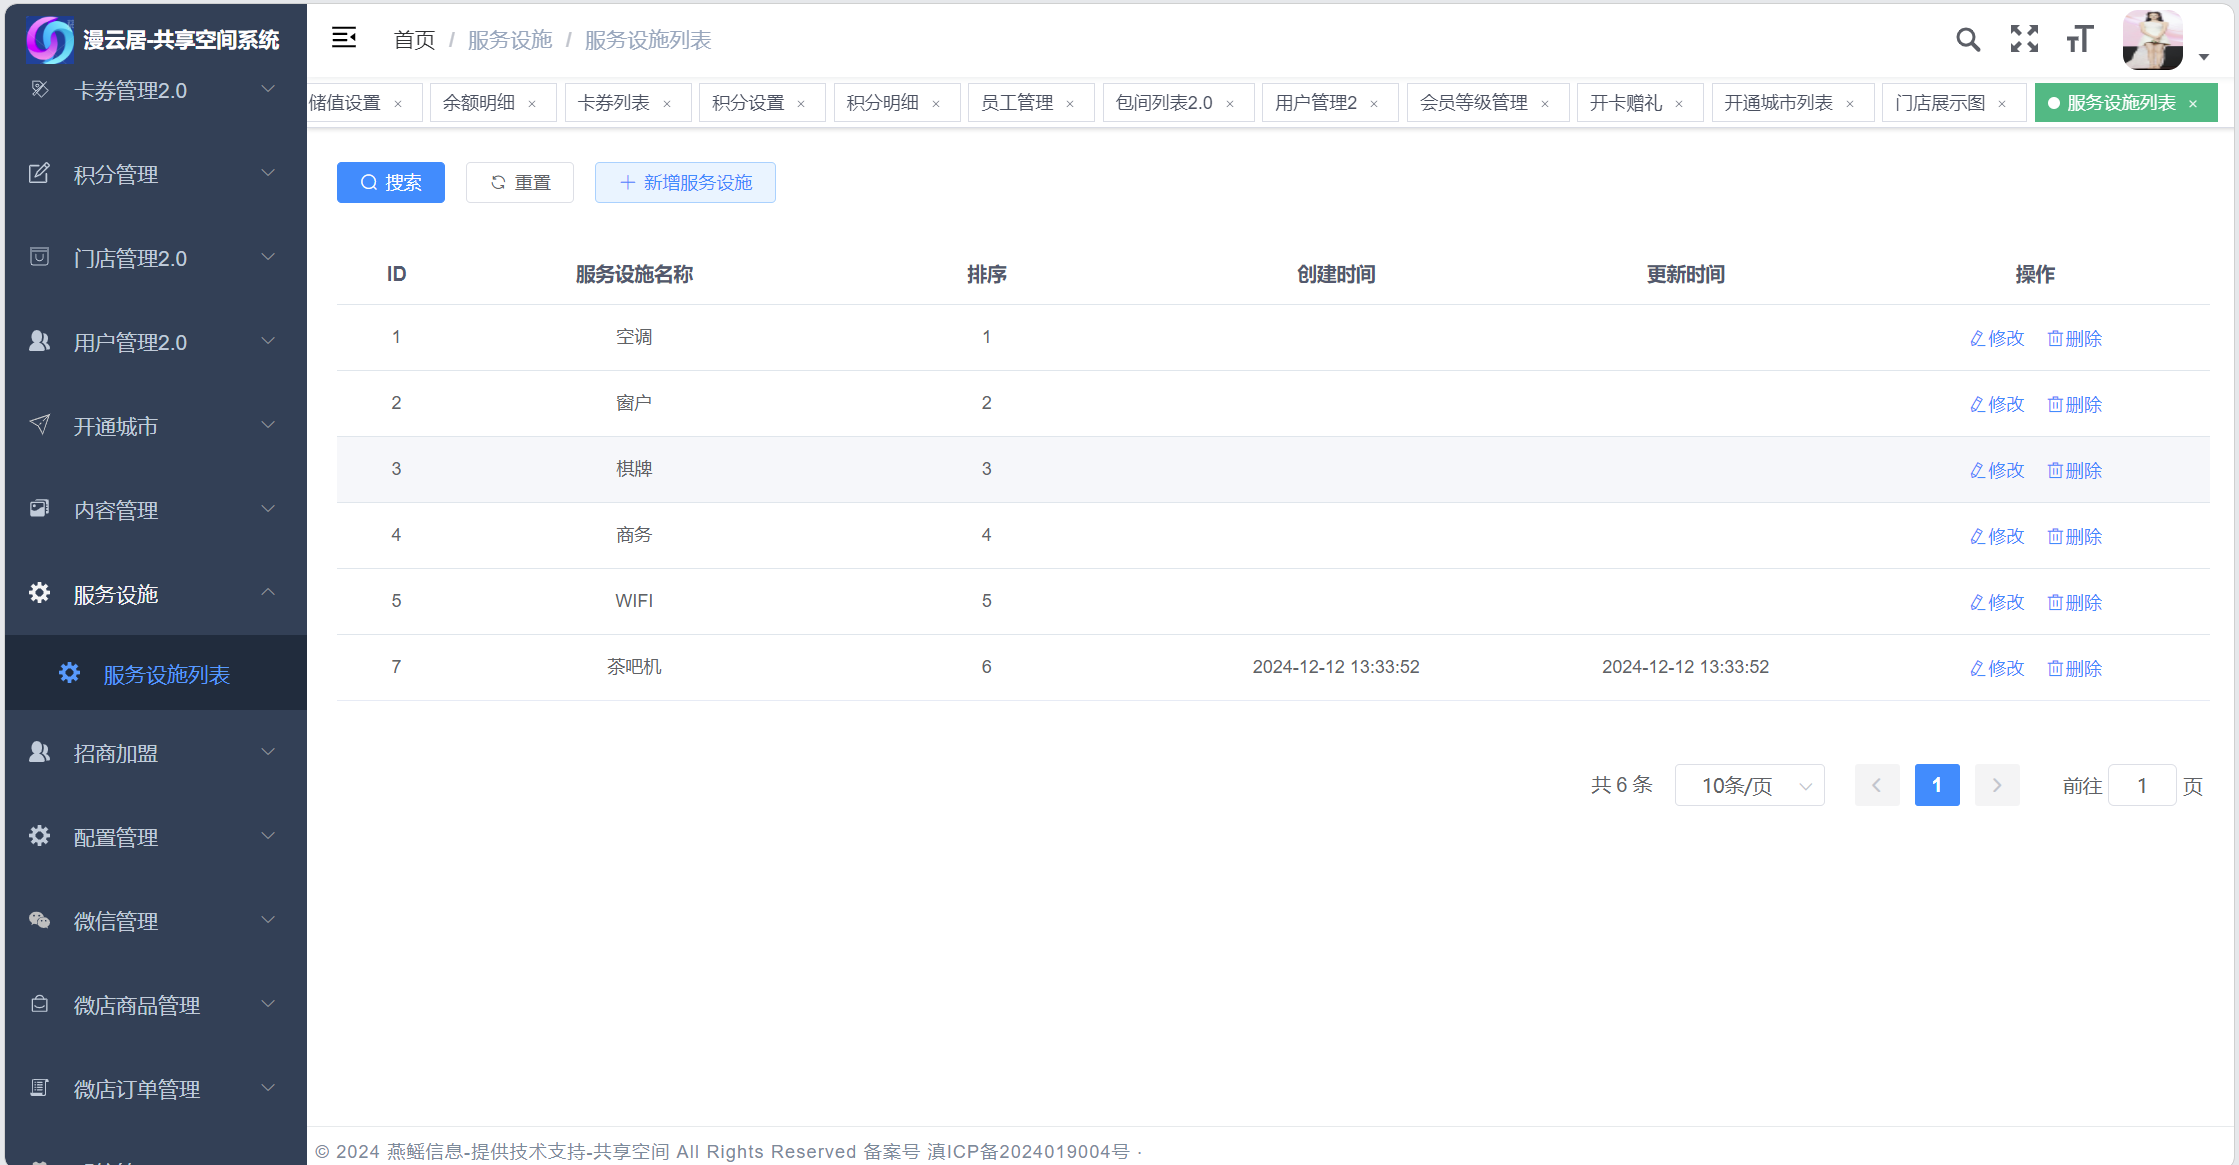 漫云居-共享空间系统
首页 / 服务设施 / 服务设施列表
储值设置 × 余额明细 × 卡券列表 × 积分设置 × 积分明细 × 员工管理 × 包间列表2.0 × 用户管理2 × 会员等级管理 × 开卡赠礼 × 开通城市列表 × 门店展示图 × 服务设施列表 ×
卡券管理2.0
积分管理
门店管理2.0
用户管理2.0
开通城市
内容管理
服务设施
服务设施列表
招商加盟
配置管理
微信管理
微店商品管理
微店订单管理
搜索 重置 新增服务设施
ID 服务设施名称 排序 创建时间 更新时间 操作
1 空调 1 修改 删除
2 窗户 2 修改 删除
3 棋牌 3 修改 删除
4 商务 4 修改 删除
5 WIFI 5 修改 删除
7 茶吧机 6 2024-12-12 13:33:52 2024-12-12 13:33:52 修改 删除
共 6 条 10条/页 1 前往 1 页
© 2024 燕鳐信息-提供技术支持-共享空间 All Rights Reserved 备案号 滇ICP备2024019004号 ·